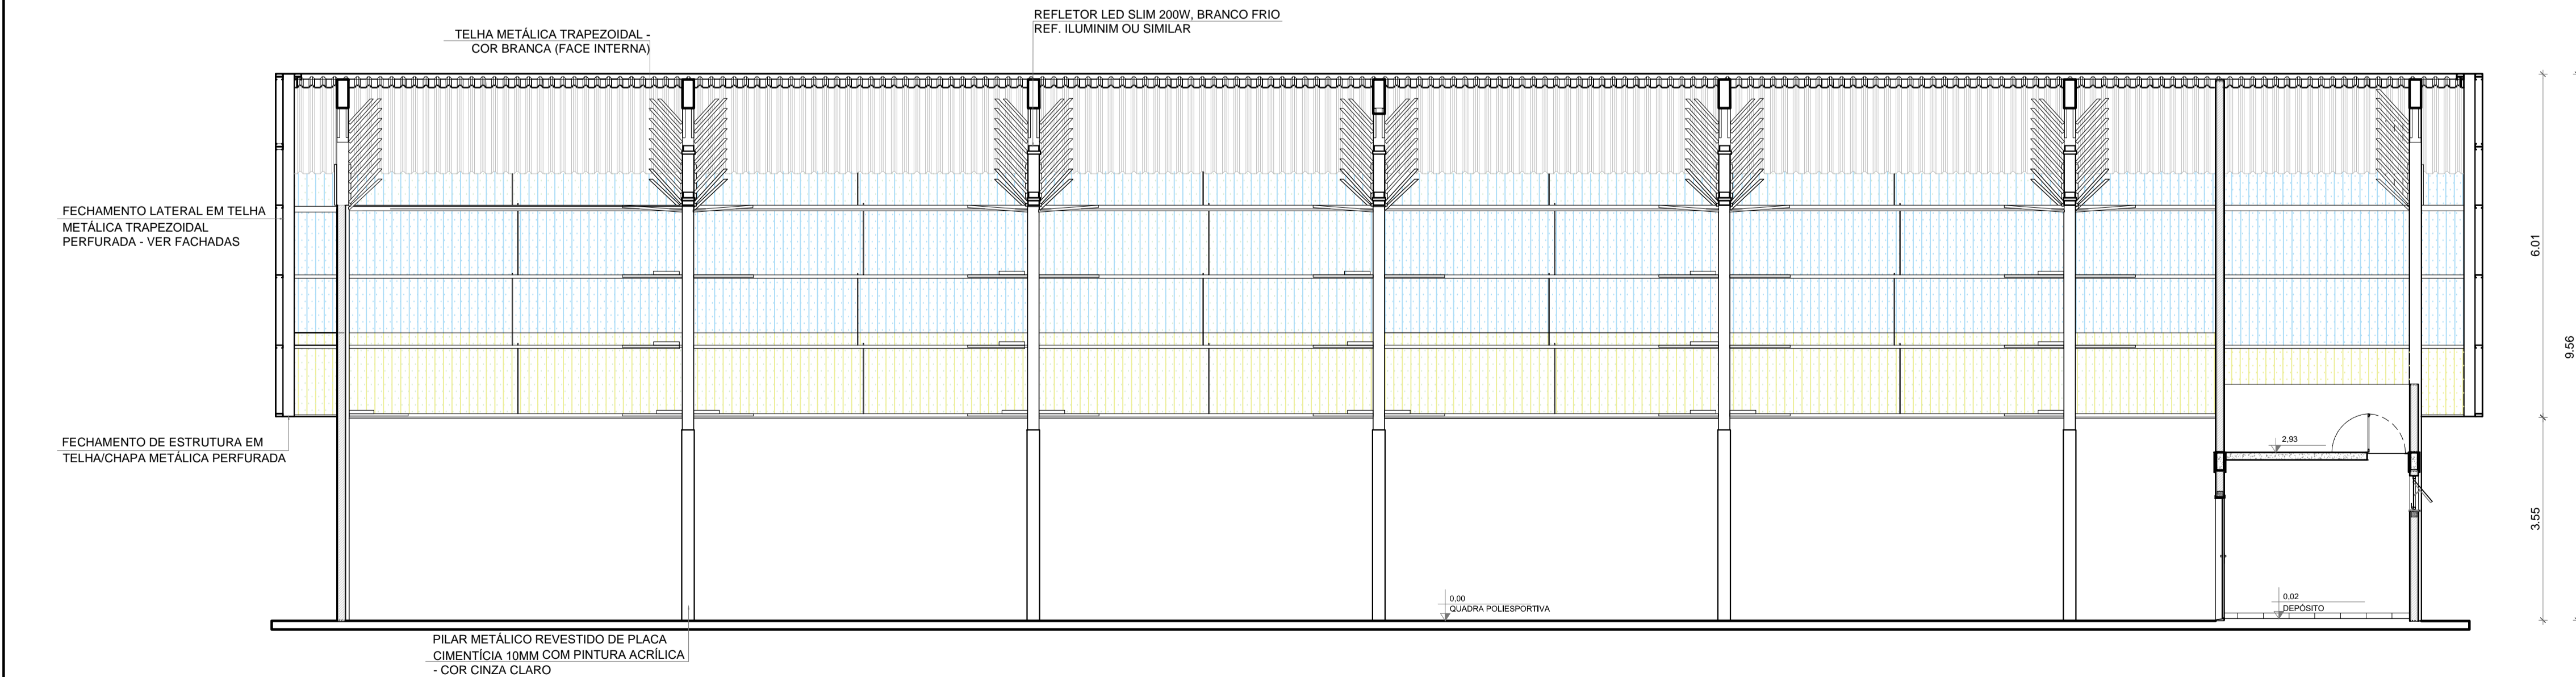 REFLETOR LED SLIM 200W, BRANCO FRIO
REF. ILUMINIM OU SIMILAR
TELHA METÁLICA TRAPEZOIDAL -
COR BRANCA (FACE INTERNA)
FECHAMENTO LATERAL EM TELHA
METÁLICA TRAPEZOIDAL
PERFURADA - VER FACHADAS
6.01
9.56
FECHAMENTO DE ESTRUTURA EM
TELHA/CHAPA METÁLICA PERFURADA
2,93
3.55
0,00
QUADRA POLIESPORTIVA
0,02
DEPÓSITO
PILAR METÁLICO REVESTIDO DE PLACA
CIMENTÍCIA 10MM COM PINTURA ACRÍLICA
- COR CINZA CLARO